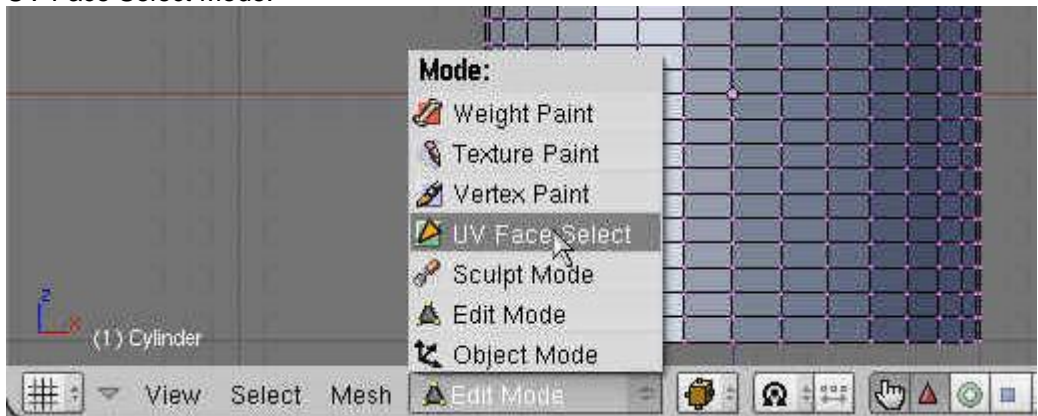 UV Face Select Mode.
Mode:
Weight Paint
Texture Paint
Vertex Paint
UV Face Select
Sculpt Mode
Edit Mode
Object Mode
z
x
(1) Cylinder
View Select Mesh Edit Mode